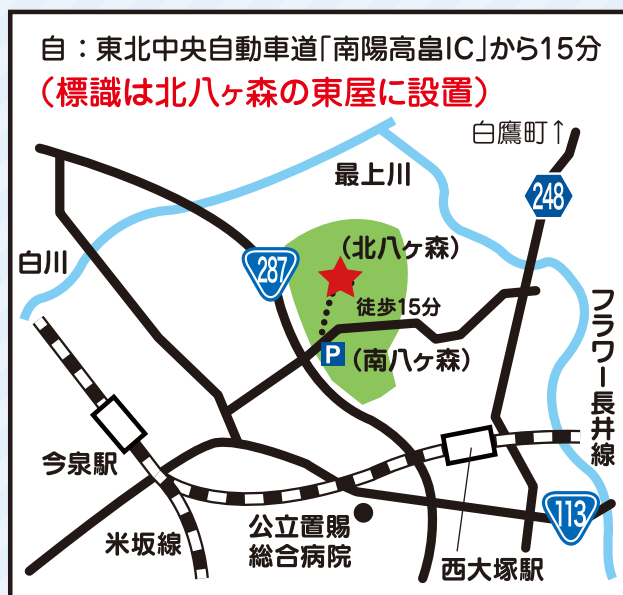 自：東北中央自動車道｢南陽高畠IC｣から15分
（標識は北八ヶ森の東屋に設置）
白鷹町↑
最上川
248
白川
（北八ヶ森）
287
徒歩15分
P
（南八ヶ森）
フラワー長井線
今泉駅
113
公立置賜
総合病院
米坂線
西大塚駅